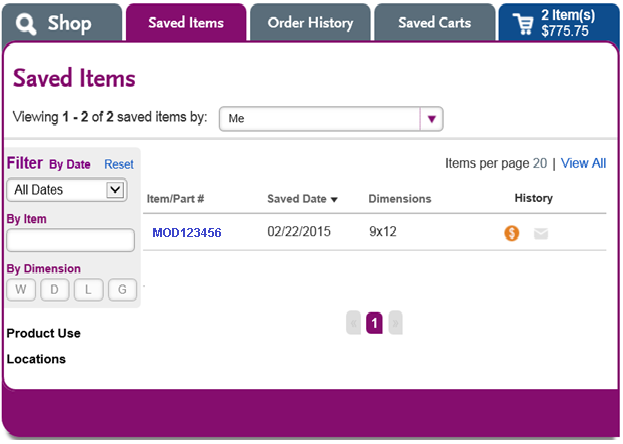 Shop
Saved Items
Order History
Saved Carts
2 Item(s)
$775.75
Saved Items
Viewing 1 - 2 of 2 saved items by: Me
Filter By Date Reset
Items per page 20 | View All
All Dates
Item/Part # Saved Date Dimensions History
By Item
MOD123456 02/22/2015 9x12 $
By Dimension
W D L G
« 1 »
Product Use
Locations